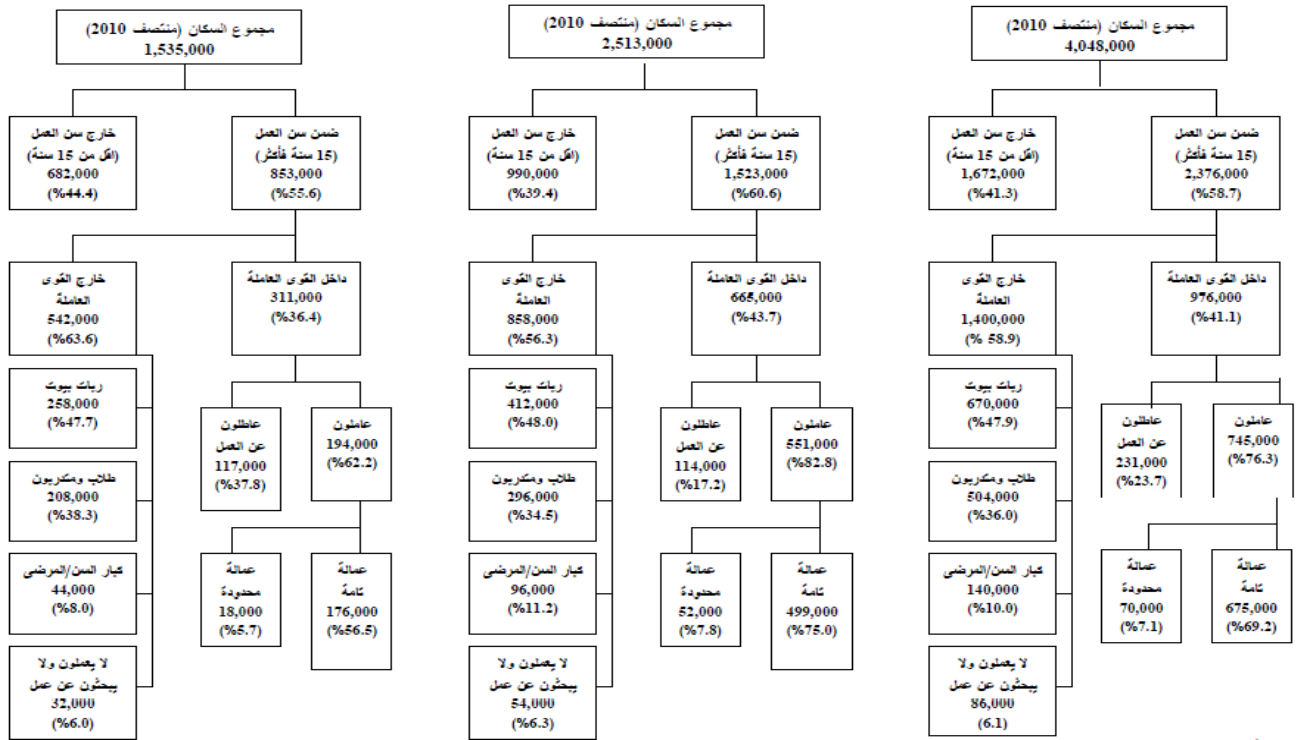 مجموع السكان (منتصف 2010)
4,048,000
ضمن سن العمل
(15 سنة فأكثر)
2,376,000
(%58.7)
خارج سن العمل
(اقل من 15 سنة)
1,672,000
(%41.3)
داخل القوى العاملة
976,000
(%41.1)
خارج القوى
العاملة
1,400,000
(% 58.9)
عاملون
745,000
(%76.3)
عاطلون
عن العمل
231,000
(%23.7)
عمالة
تامة
675,000
(%69.2)
عمالة
محدودة
70,000
(%7.1)
ربات بيوت
670,000
(%47.9)
طلاب ومتدربون
504,000
(%36.0)
كبار السن/المرضى
140,000
(%10.0)
لا يعملون ولا
يبحثون عن عمل
86,000
(6.1)
مجموع السكان (منتصف 2010)
2,513,000
ضمن سن العمل
(15 سنة فأكثر)
1,523,000
(%60.6)
خارج سن العمل
(اقل من 15 سنة)
990,000
(%39.4)
داخل القوى العاملة
665,000
(%43.7)
خارج القوى
العاملة
858,000
(%56.3)
عاملون
551,000
(%82.8)
عاطلون
عن العمل
114,000
(%17.2)
عمالة
تامة
499,000
(%75.0)
عمالة
محدودة
52,000
(%7.8)
ربات بيوت
412,000
(%48.0)
طلاب ومتدربون
296,000
(%34.5)
كبار السن/المرضى
96,000
(%11.2)
لا يعملون ولا
يبحثون عن عمل
54,000
(%6.3)
مجموع السكان (منتصف 2010)
1,535,000
ضمن سن العمل
(15 سنة فأكثر)
853,000
(%55.6)
خارج سن العمل
(اقل من 15 سنة)
682,000
(%44.4)
داخل القوى العاملة
311,000
(%36.4)
خارج القوى
العاملة
542,000
(%63.6)
عاملون
194,000
(%62.2)
عاطلون
عن العمل
117,000
(%37.8)
عمالة
تامة
176,000
(%56.5)
عمالة
محدودة
18,000
(%5.7)
ربات بيوت
258,000
(%47.7)
طلاب ومتدربون
208,000
(%38.3)
كبار السن/المرضى
44,000
(%8.0)
لا يعملون ولا
يبحثون عن عمل
32,000
(%6.0)